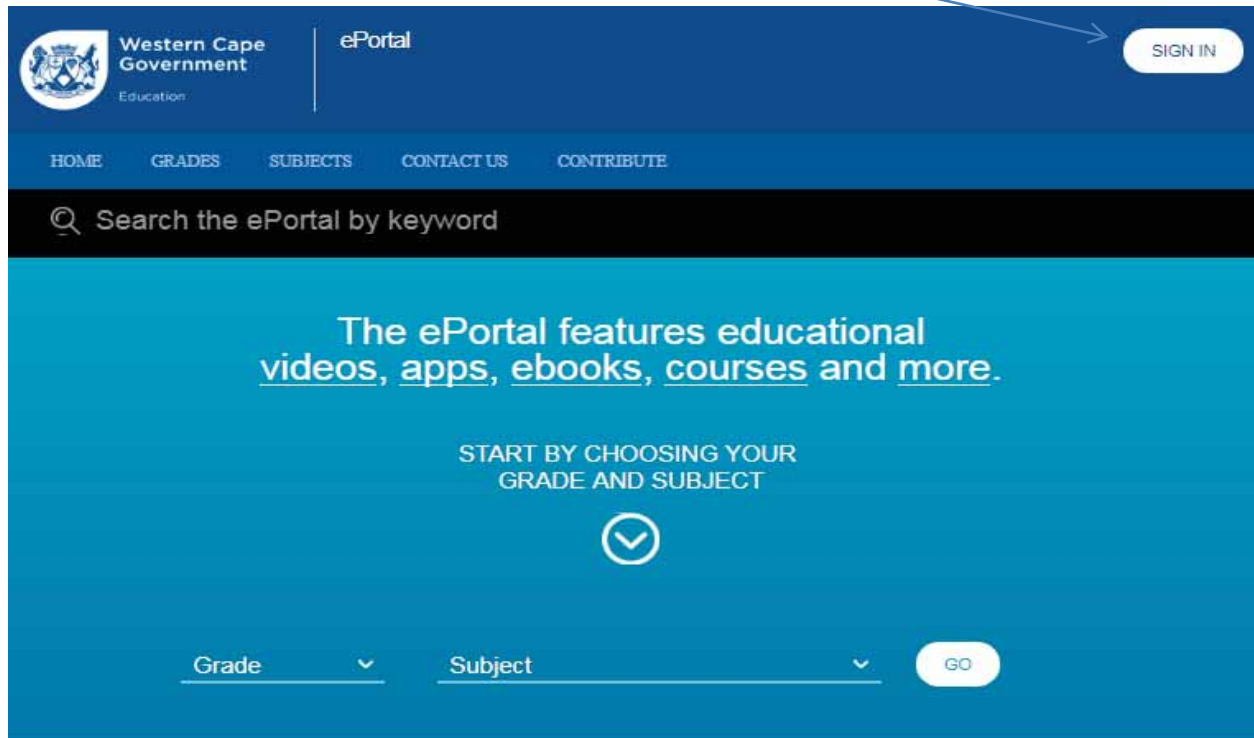 Western Cape
Government
Education
ePortal
SIGN IN
HOME GRADES SUBJECTS CONTACT US CONTRIBUTE
Search the ePortal by keyword
The ePortal features educational
videos, apps, ebooks, courses and more.
START BY CHOOSING YOUR
GRADE AND SUBJECT
Grade Subject GO